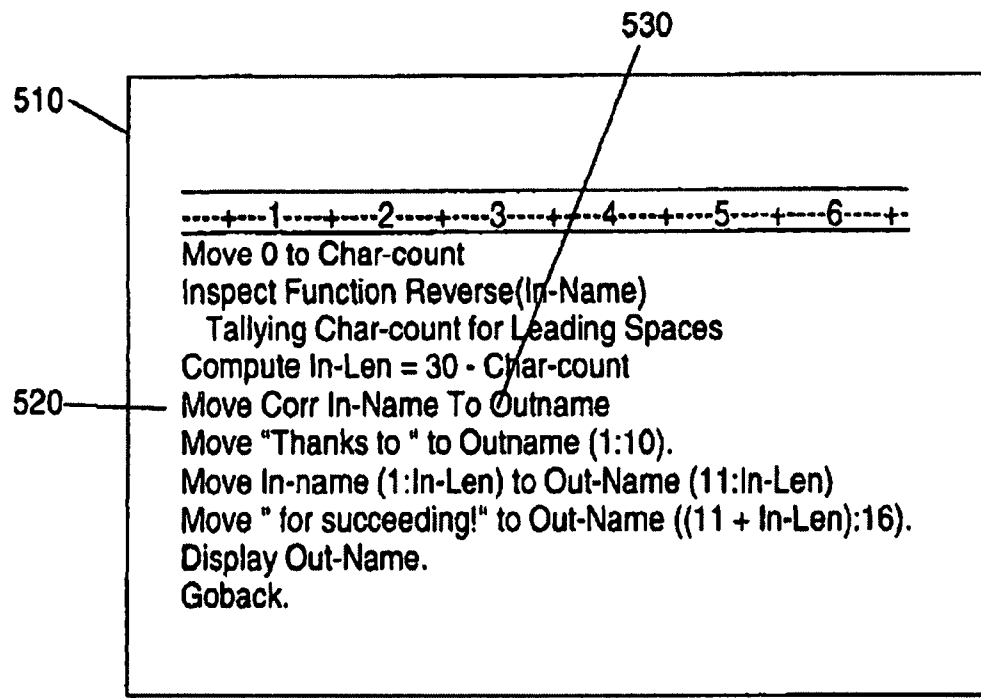 530
510
----+---1----+----2----+----3----+----4----+----5----+----6----+-
Move 0 to Char-count
Inspect Function Reverse(In-Name)
Tallying Char-count for Leading Spaces
Compute In-Len = 30 - Char-count
520
Move Corr In-Name To Outname
Move "Thanks to " to Outname (1:10).
Move In-name (1:In-Len) to Out-Name (11:In-Len)
Move " for succeeding!" to Out-Name ((11 + In-Len):16).
Display Out-Name.
Goback.